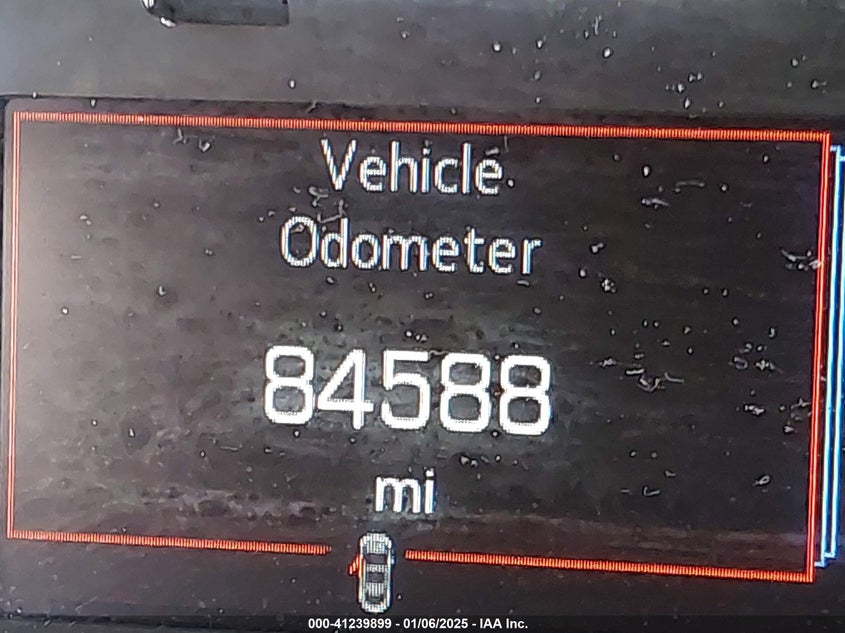 Vehicle
Odometer
84588
mi
000-41239899 - 01/06/2025 - IAA Inc.